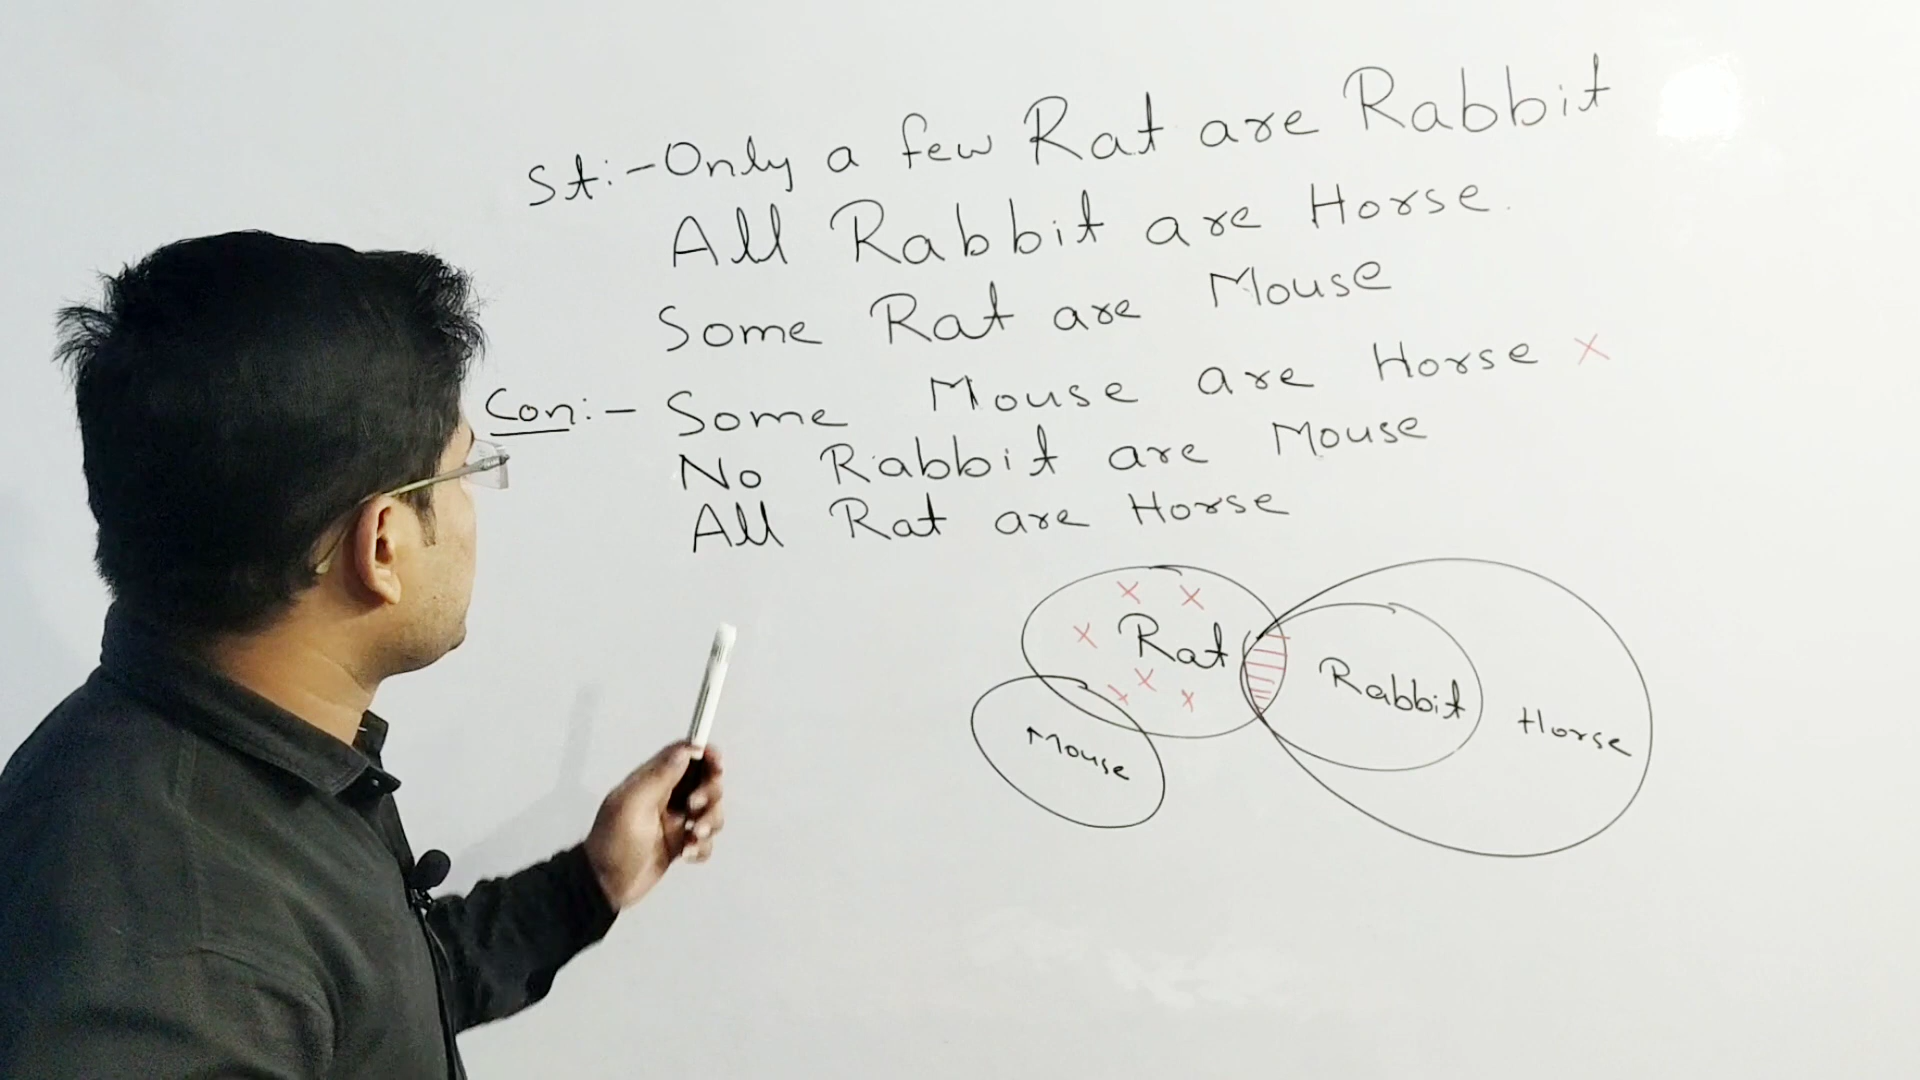 St:- Only a few Rat are Rabbit
All Rabbit are Horse.
Some Rat are Mouse
Con:- Some Mouse are Horse ×
No Rabbit are Mouse
All Rat are Horse
Rat
Rabbit
Horse
Mouse